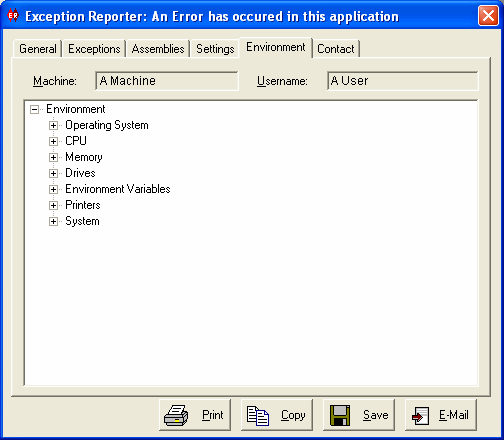 ER Exception Reporter: An Error has occured in this application
General Exceptions Assemblies Settings Environment Contact
Machine: A Machine Username: A User
Environment
Operating System
CPU
Memory
Drives
Environment Variables
Printers
System
Print Copy Save E-Mail